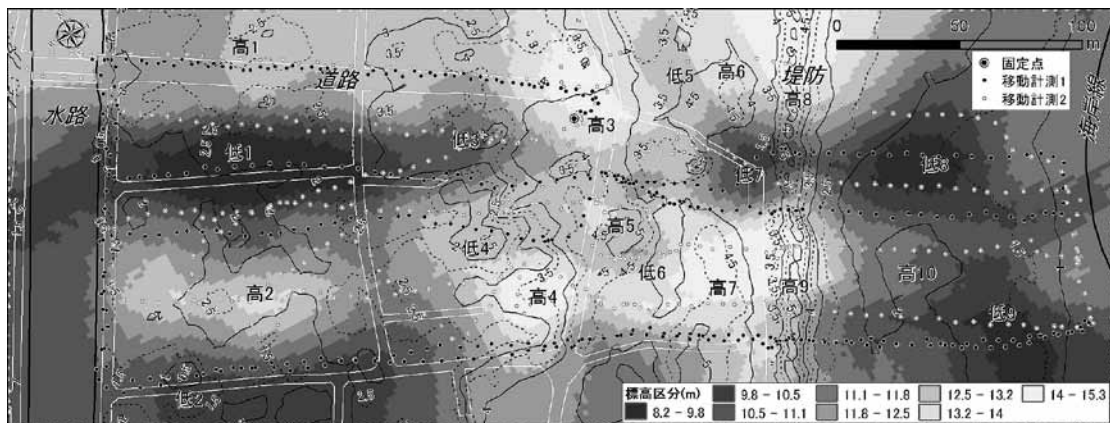 0 50 100
m
固定点
移動計測1
移動計測2
高1
道路
水路
低1
低3
高3
低5
高6
堤防
高8
海岸線
低7
低8
低4
高5
低6
高2
高4
高7
高9
高10
低9
低2
標高区分(m)
8.2 - 9.8
9.8 - 10.5
10.5 - 11.1
11.1 - 11.8
11.8 - 12.5
12.5 - 13.2
13.2 - 14
14 - 15.3